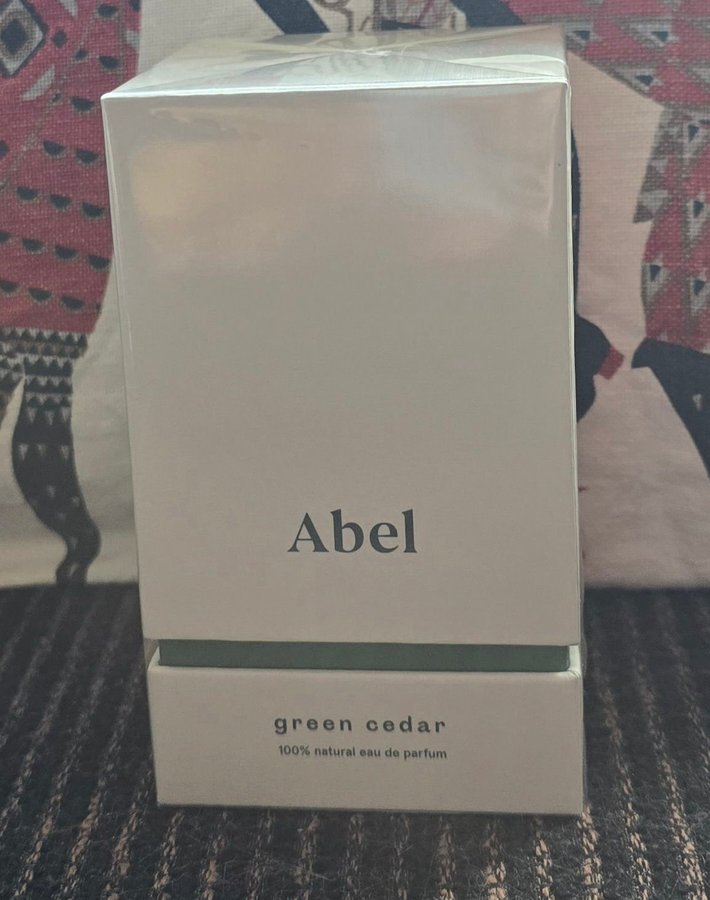 Abel
green cedar
100% natural eau de parfum